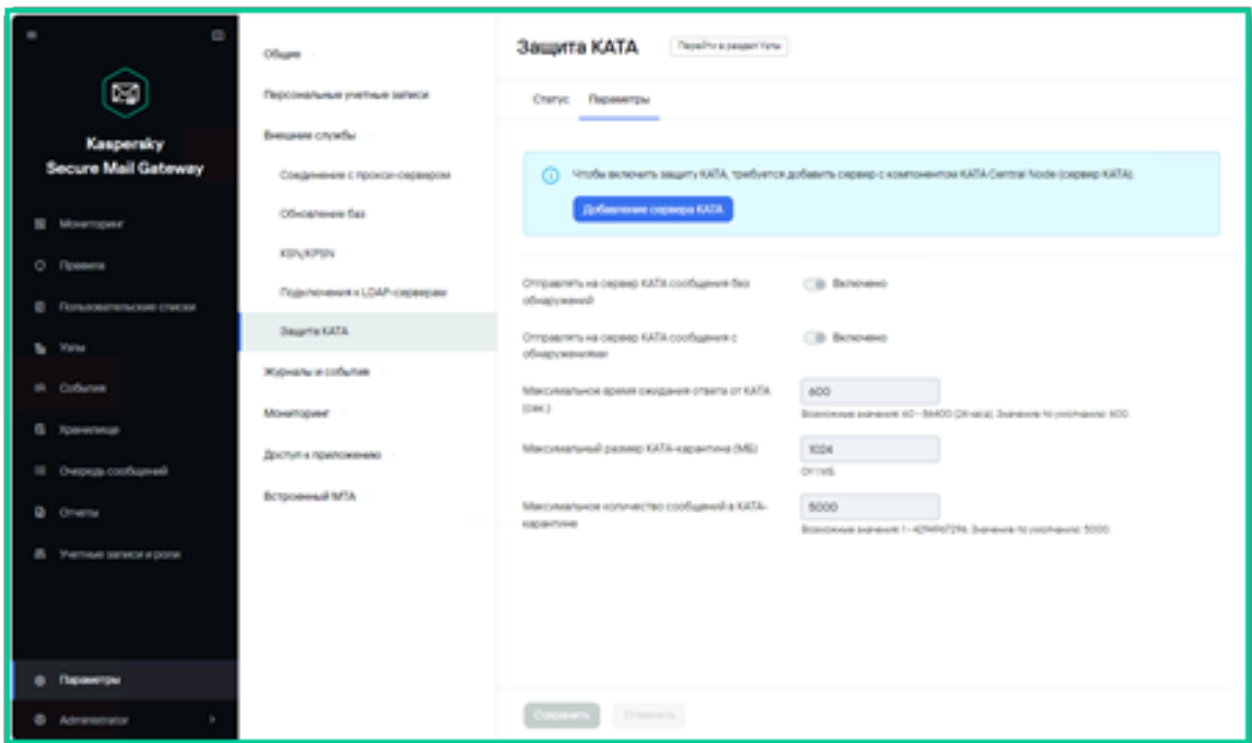 Kaspersky
Secure Mail Gateway
Мониторинг
Правила
Пользовательские списки
Узлы
События
Хранилище
Очередь сообщений
Отчеты
Учетные записи и роли
Параметры
Administrator
Общие
Персональные учетные записи
Внешние службы
Соединение с прокси-сервером
Обновление баз
KSN/KPSN
Подключения к LDAP-серверам
Защита KATA
Журналы и события
Мониторинг
Доступ к приложению
Встроенный MTA
Защита KATA
Перейти в раздел Узлы
Статус Параметры
Чтобы включить защиту KATA, требуется добавить сервер с компонентом KATA Central Node (сервер KATA).
Добавление сервера KATA
Отправлять на сервер KATA сообщения без
обнаружений
Включено
Отправлять на сервер KATA сообщения с
обнаружениями
Включено
Максимальное время ожидания ответа от KATA
(сек.)
600
Возможные значения: 60–86400 (24 часа). Значение по умолчанию: 600.
Максимальный размер KATA-карантина (МБ)
1024
От 1 МБ
Максимальное количество сообщений в KATA-
карантине
5000
Возможные значения: 1–4294967296. Значение по умолчанию: 5000.
Сохранить
Отменить